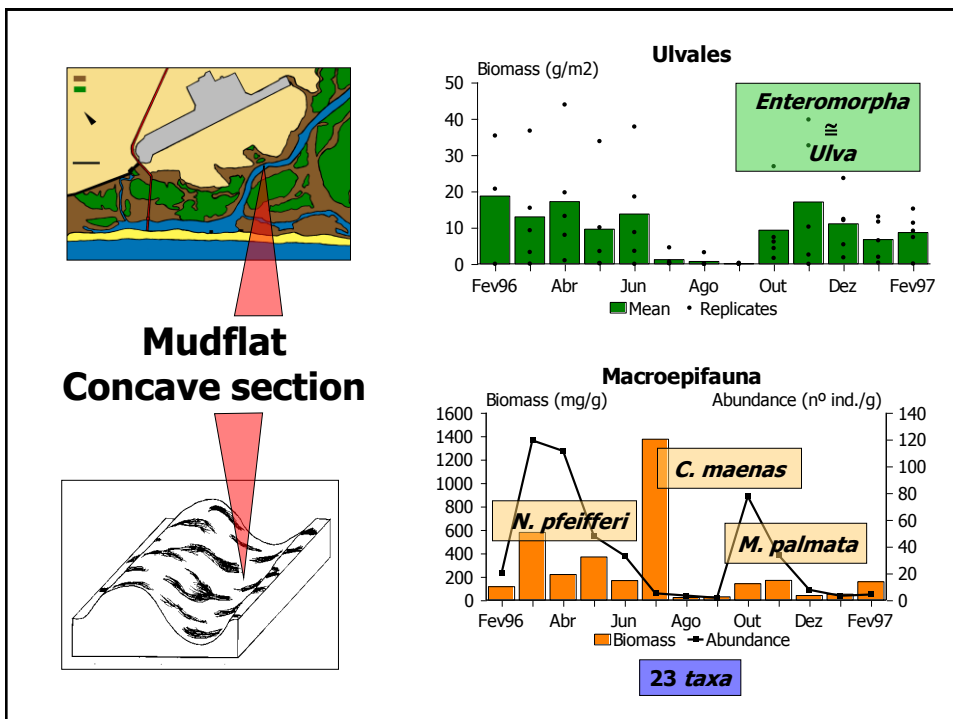 Ulvales
Biomass (g/m2)
50
40
30
20
10
0
Enteromorpha
≅
Ulva
Fev96 Abr Jun Ago Out Dez Fev97
Mean Replicates
Mudflat
Concave section
Macroepifauna
Biomass (mg/g) Abundance (nº ind./g)
1600 140
1400 120
1200 100
1000 80
800 60
600 40
400 20
200 0
0
C. maenas
N. pfeifferi
M. palmata
Fev96 Abr Jun Ago Out Dez Fev97
Biomass Abundance
23 taxa